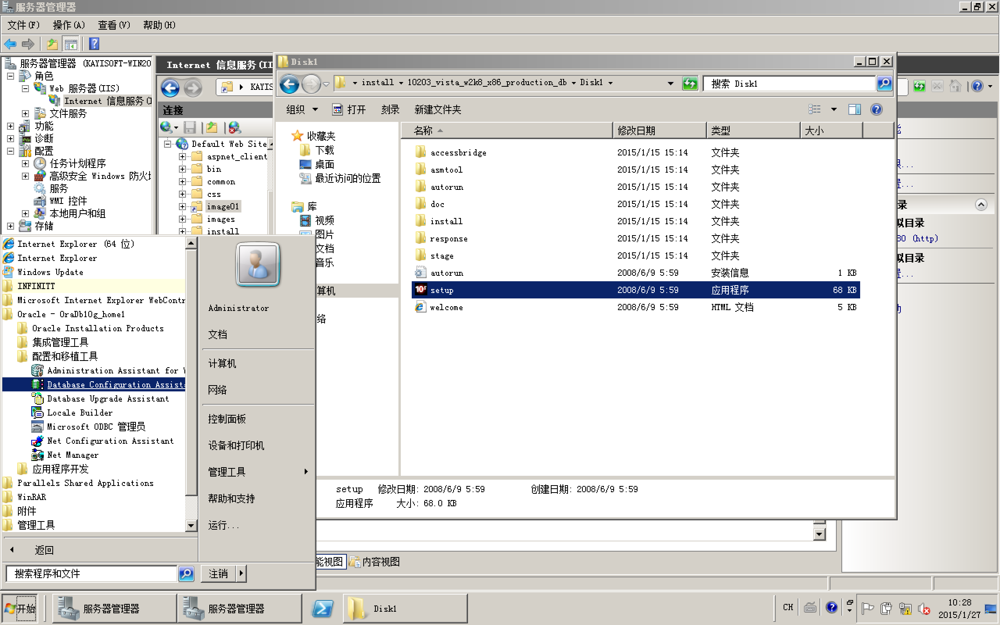 服务器管理器
文件(F) 操作(A) 查看(V) 帮助(H)
服务器管理器 (KAYISOFT-WIN20
角色
Web 服务器(IIS)
Internet 信息服务(I
文件服务
功能
诊断
配置
任务计划程序
高级安全 Windows 防火
服务
WMI 控件
本地用户和组
存储
Internet 信息服务(II
KAYIS
连接
Default Web Site
aspnet_client
bin
common
css
image01
images
install
Disk1
install 10203_vista_w2k8_x86_production_db Disk1
搜索 Disk1
组织 打开 刻录 新建文件夹
收藏夹
下载
桌面
最近访问的位置
库
视频
图片
文档
音乐
算机
络
名称 修改日期 类型 大小
accessbridge 2015/1/15 15:14 文件夹
asmtool 2015/1/15 15:14 文件夹
autorun 2015/1/15 15:14 文件夹
doc 2015/1/15 15:14 文件夹
install 2015/1/15 15:14 文件夹
response 2015/1/15 15:14 文件夹
stage 2015/1/15 15:14 文件夹
autorun 2008/6/9 5:59 安装信息 1 KB
setup 2008/6/9 5:59 应用程序 68 KB
welcome 2008/6/9 5:59 HTML 文档 5 KB
setup 修改日期: 2008/6/9 5:59 创建日期: 2008/6/9 5:59
应用程序 大小: 68.0 KB
录
拟目录
80 (http)
拟目录
Internet Explorer (64 位)
Internet Explorer
Windows Update
INFINITT
Microsoft Internet Explorer WebContr
Oracle - OraDb10g_home1
Oracle Installation Products
集成管理工具
配置和移植工具
Administration Assistant for W
Database Configuration Assist
Database Upgrade Assistant
Locale Builder
Microsoft ODBC 管理员
Net Configuration Assistant
Net Manager
应用程序开发
Parallels Shared Applications
WinRAR
附件
管理工具
返回
搜索程序和文件
Administrator
文档
计算机
网络
控制面板
设备和打印机
管理工具
帮助和支持
运行...
注销
能视图 内容视图
开始 服务器管理器 服务器管理器 Disk1
CH
10:28
2015/1/27